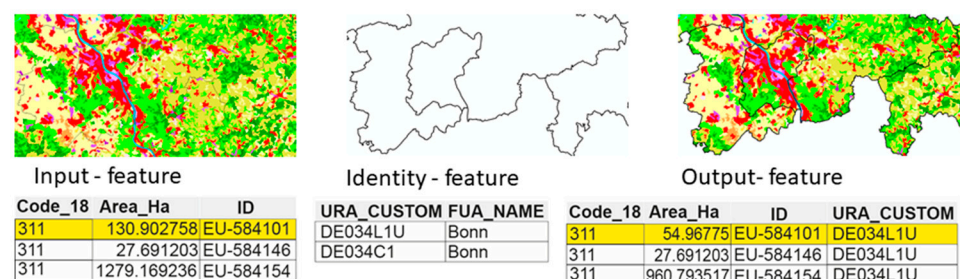 Input - feature
Identity - feature
Output- feature
Code_18 Area_Ha ID
311 130.902758 EU-584101
311 27.691203 EU-584146
311 1279.169236 EU-584154
URA_CUSTOM FUA_NAME
DE034L1U Bonn
DE034C1 Bonn
Code_18 Area_Ha ID URA_CUSTOM
311 54.96775 EU-584101 DE034L1U
311 27.691203 EU-584146 DE034L1U
311 960.793517 EU-584154 DE034L1U